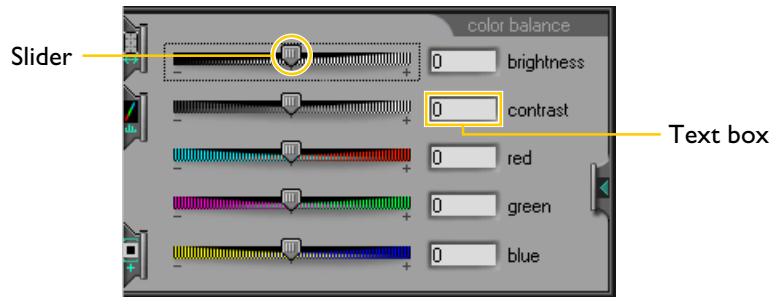 color balance
Slider
0 brightness
0 contrast
Text box
0 red
0 green
0 blue
- +
- +
- +
- +
- +